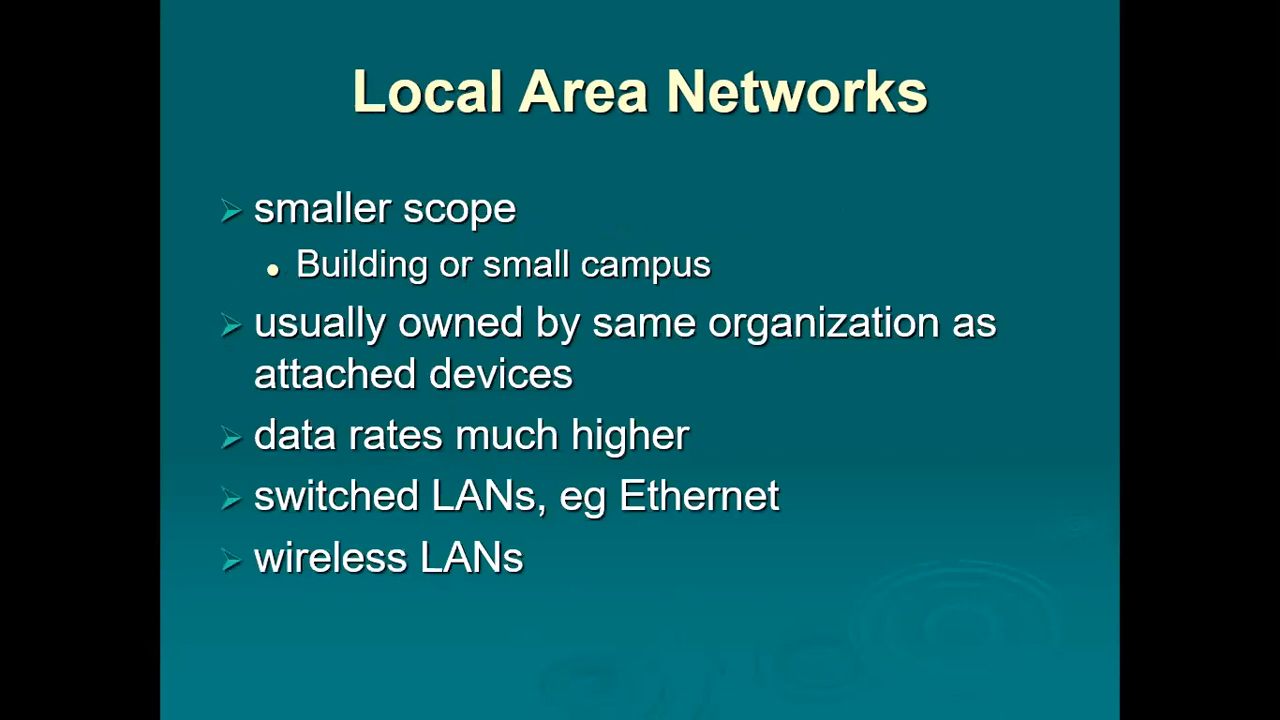 Local Area Networks
smaller scope
Building or small campus
usually owned by same organization as
attached devices
data rates much higher
switched LANs, eg Ethernet
wireless LANs